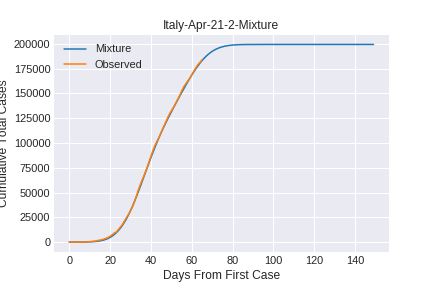 Italy-Apr-21-2-Mixture
Mixture
Observed
200000
175000
150000
125000
100000
75000
50000
25000
0
Cumulative Total Cases
0 20 40 60 80 100 120 140
Days From First Case